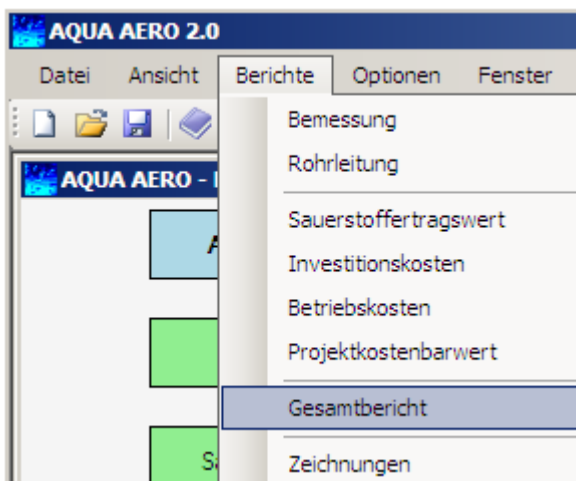 AQUA AERO 2.0
Datei Ansicht Berichte Optionen Fenster
Bemessung
Rohrleitung
AQUA AERO -
Sauerstoffertragswert
Investitionskosten
Betriebskosten
Projektkostenbarwert
Gesamtbericht
Zeichnungen